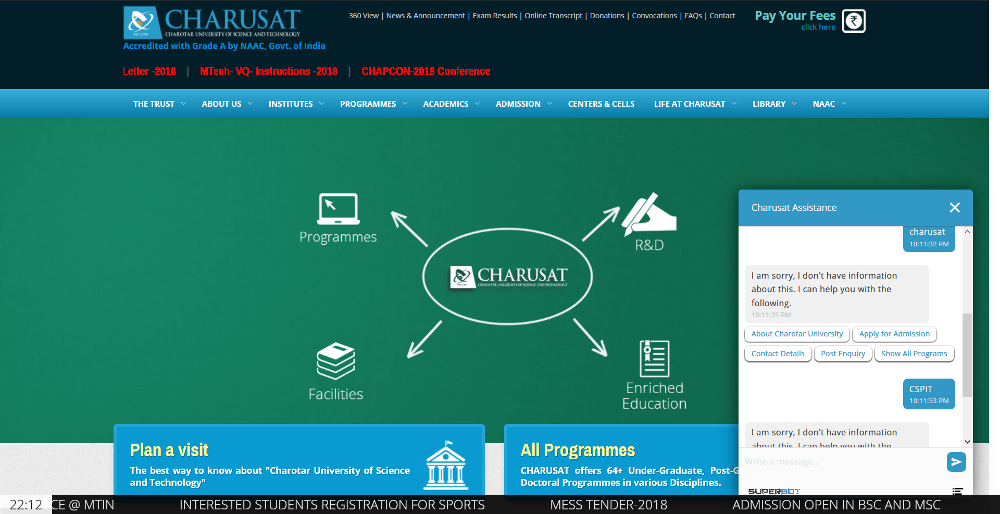 CHARUSAT
CHAROTAR UNIVERSITY OF SCIENCE AND TECHNOLOGY
Accredited with Grade A by NAAC, Govt. of India
360 View | News & Announcement | Exam Results | Online Transcript | Donations | Convocations | FAQs | Contact
Pay Your Fees
click here
Letter -2018 | MTech- VQ- Instructions -2018 | CHAPCON-2018 Conference
THE TRUST ABOUT US INSTITUTES PROGRAMMES ACADEMICS ADMISSION CENTERS & CELLS LIFE AT CHARUSAT LIBRARY NAAC
Programmes
R&D
CHARUSAT
CHAROTAR UNIVERSITY OF SCIENCE AND TECHNOLOGY
Facilities
Enriched
Education
Plan a visit
The best way to know about "Charotar University of Science
and Technology"
All Programmes
CHARUSAT offers 64+ Under-Graduate, Post-G
Doctoral Programmes in various Disciplines.
Charusat Assistance
charusat
10:11:32 PM
I am sorry, I don't have information
about this. I can help you with the
following.
10:11:35 PM
About Charotar University Apply for Admission
Contact Details Post Enquiry Show All Programs
CSPIT
10:11:53 PM
I am sorry, I don't have information
about this. I can help you with the
Write a message...
SUPERBOT
22:12 CE @ MTIN INTERESTED STUDENTS REGISTRATION FOR SPORTS MESS TENDER-2018 ADMISSION OPEN IN BSC AND MSC